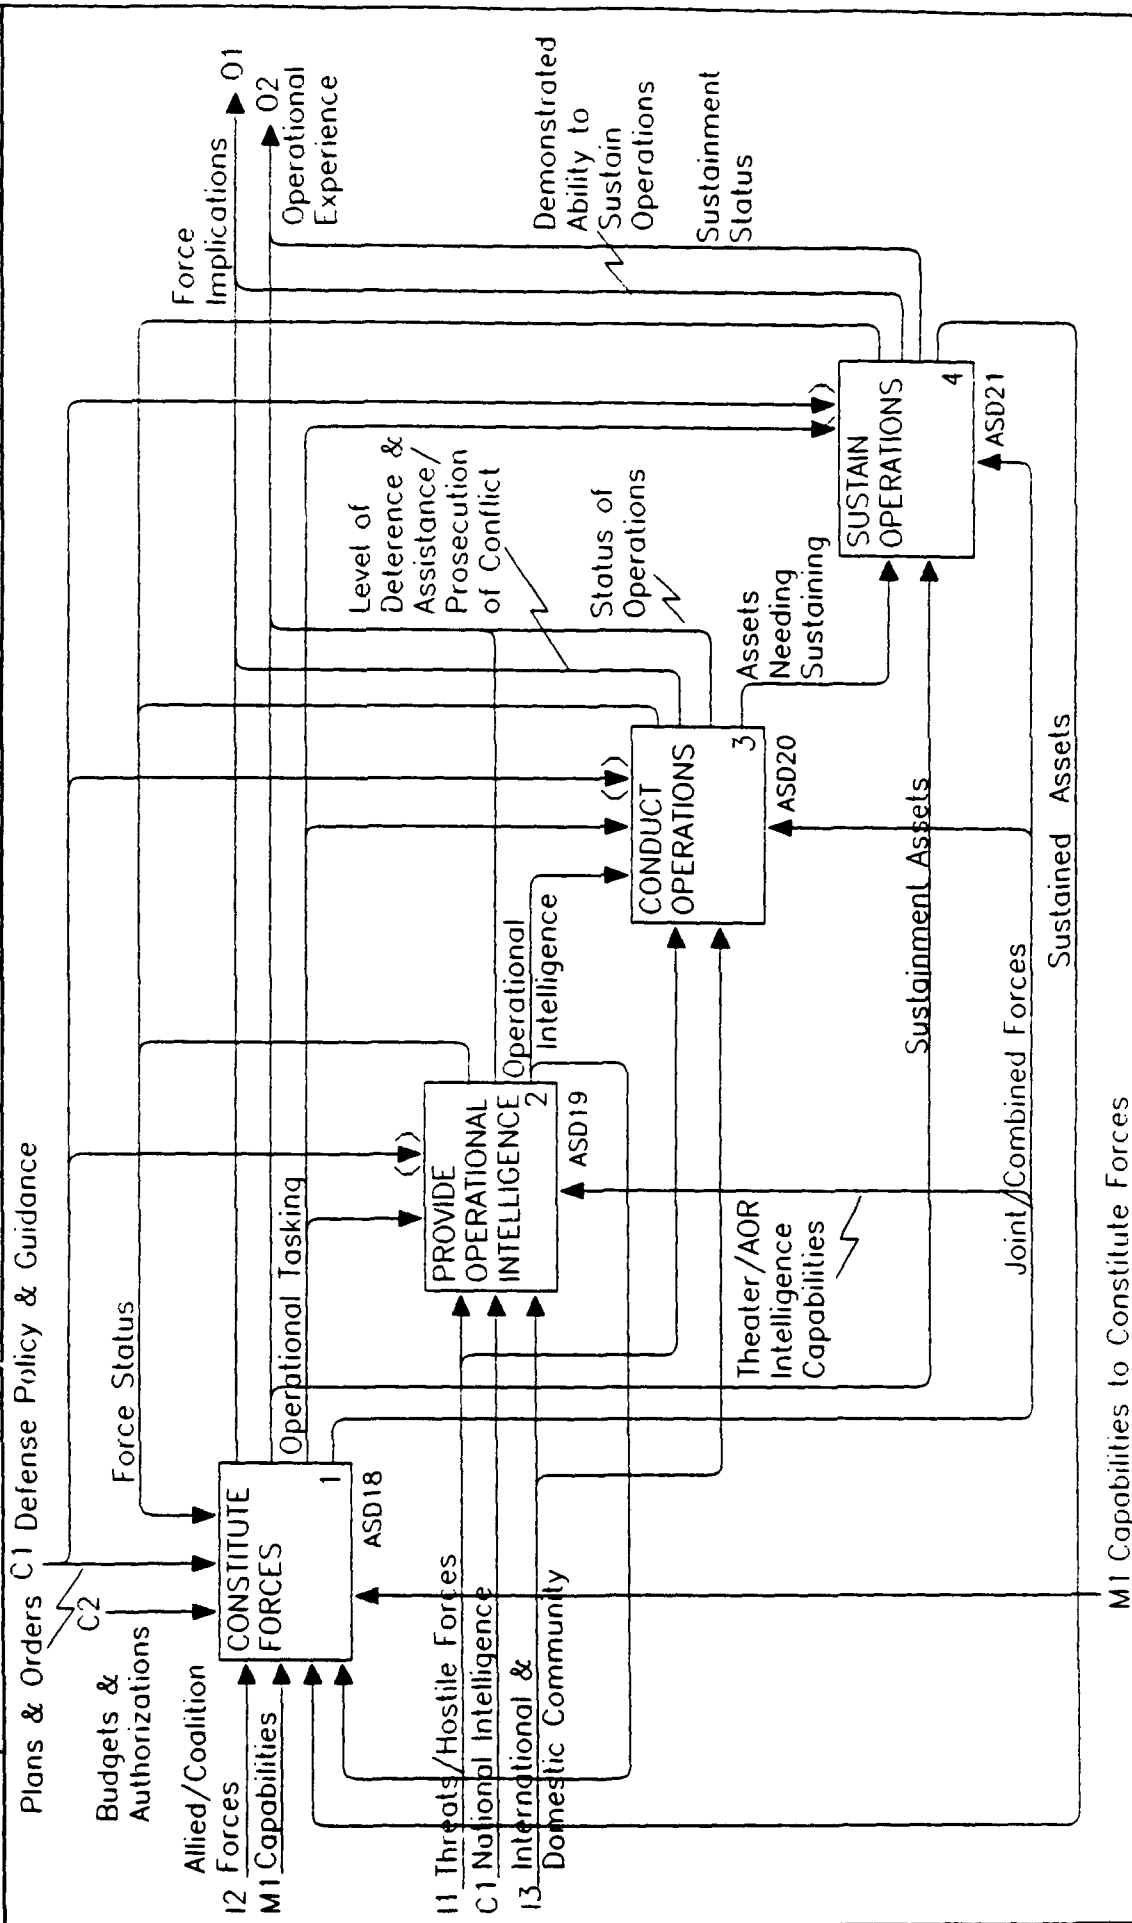 Plans & Orders C1 Defense Policy & Guidance
C2
Budgets &
Authorizations
Force Status
Allied/Coalition
I2 Forces
M1 Capabilities
CONSTITUTE
FORCES
1
ASD18
Operational Tasking
Force
Implications
O1
O2
Operational
Experience
I1 Threats/Hostile Forces
C1 National Intelligence
I3 International &
Domestic Community
PROVIDE
OPERATIONAL
INTELLIGENCE
2
ASD19
( )
Operational
Intelligence
Theater/AOR
Intelligence
Capabilities
Level of
Deterence &
Assistance/
Prosecution
of Conflict
Status of
Operations
( )
CONDUCT
OPERATIONS
3
ASD20
Assets
Needing
Sustaining
Demonstrated
Ability to
Sustain
Operations
Sustainment
Status
( )
SUSTAIN
OPERATIONS
4
ASD21
Sustainment Assets
Joint/Combined Forces
Sustained Assets
M1 Capabilities to Constitute Forces